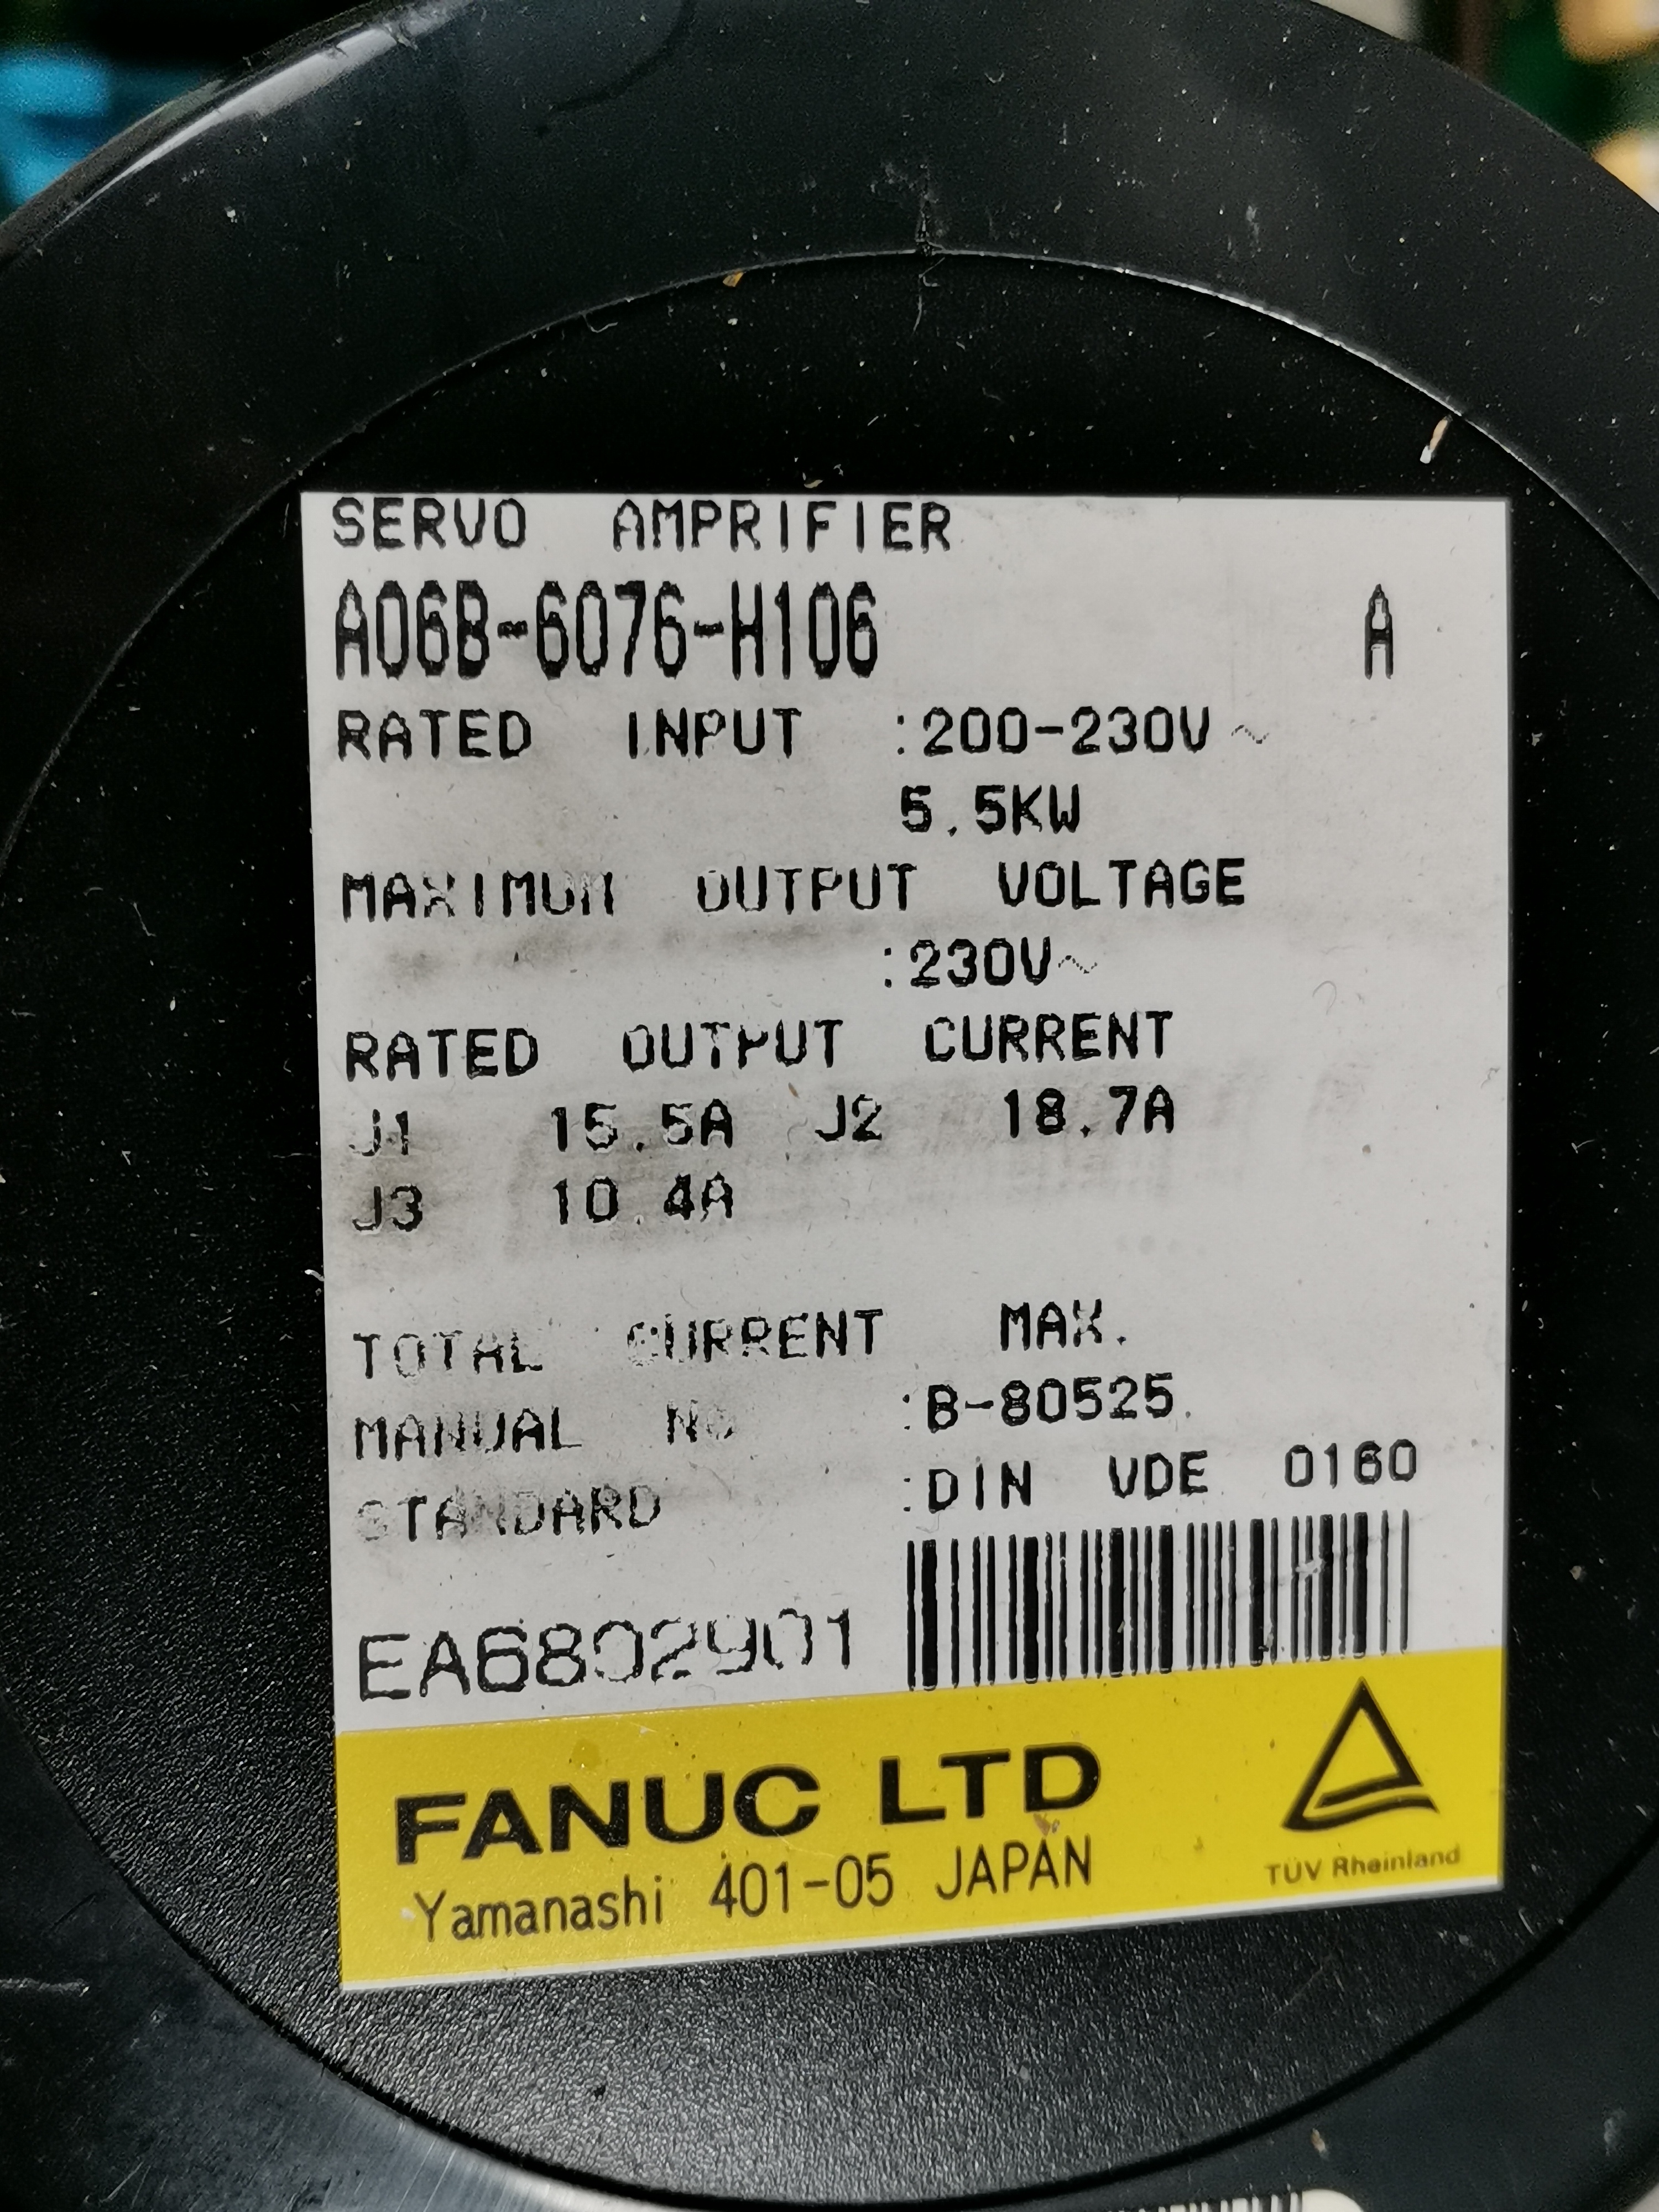 SERVO AMPRIFIER
A06B-6076-H106 A
RATED INPUT :200-230V~
5.5KW
MAXIMUM OUTPUT VOLTAGE
:230V~
RATED OUTPUT CURRENT
J1 15.5A J2 18.7A
J3 10.4A
TOTAL CURRENT MAX.
MANUAL NO :B-80525
STANDARD :DIN VDE 0160
EA6802901
FANUC LTD
Yamanashi 401-05 JAPAN
TÜV Rheinland